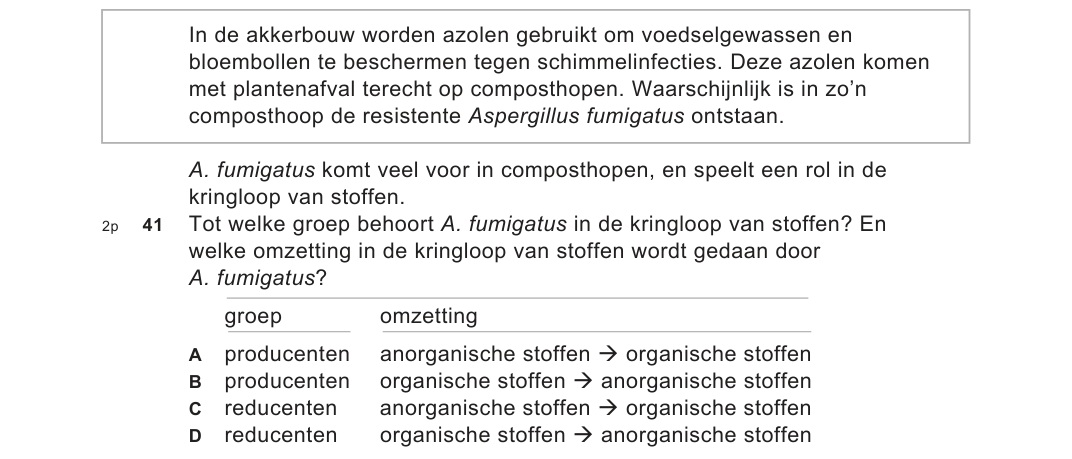 In de akkerbouw worden azolen gebruikt om voedselgewassen en
bloembollen te beschermen tegen schimmelinfecties. Deze azolen komen
met plantenafval terecht op composthopen. Waarschijnlijk is in zo’n
composthoop de resistente Aspergillus fumigatus ontstaan.
A. fumigatus komt veel voor in composthopen, en speelt een rol in de
kringloop van stoffen.
2p 41 Tot welke groep behoort A. fumigatus in de kringloop van stoffen? En
welke omzetting in de kringloop van stoffen wordt gedaan door
A. fumigatus?
groep omzetting
A producenten anorganische stoffen → organische stoffen
B producenten organische stoffen → anorganische stoffen
C reducenten anorganische stoffen → organische stoffen
D reducenten organische stoffen → anorganische stoffen